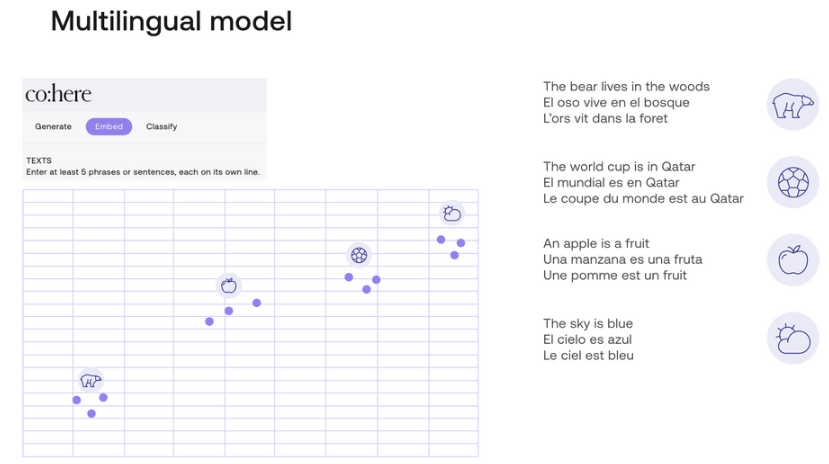 Multilingual model
co:here
Generate Embed Classify
TEXTS
Enter at least 5 phrases or sentences, each on its own line.
The bear lives in the woods
El oso vive en el bosque
L'ors vit dans la foret
The world cup is in Qatar
El mundial es en Qatar
Le coupe du monde est au Qatar
An apple is a fruit
Una manzana es una fruta
Une pomme est un fruit
The sky is blue
El cielo es azul
Le ciel est bleu